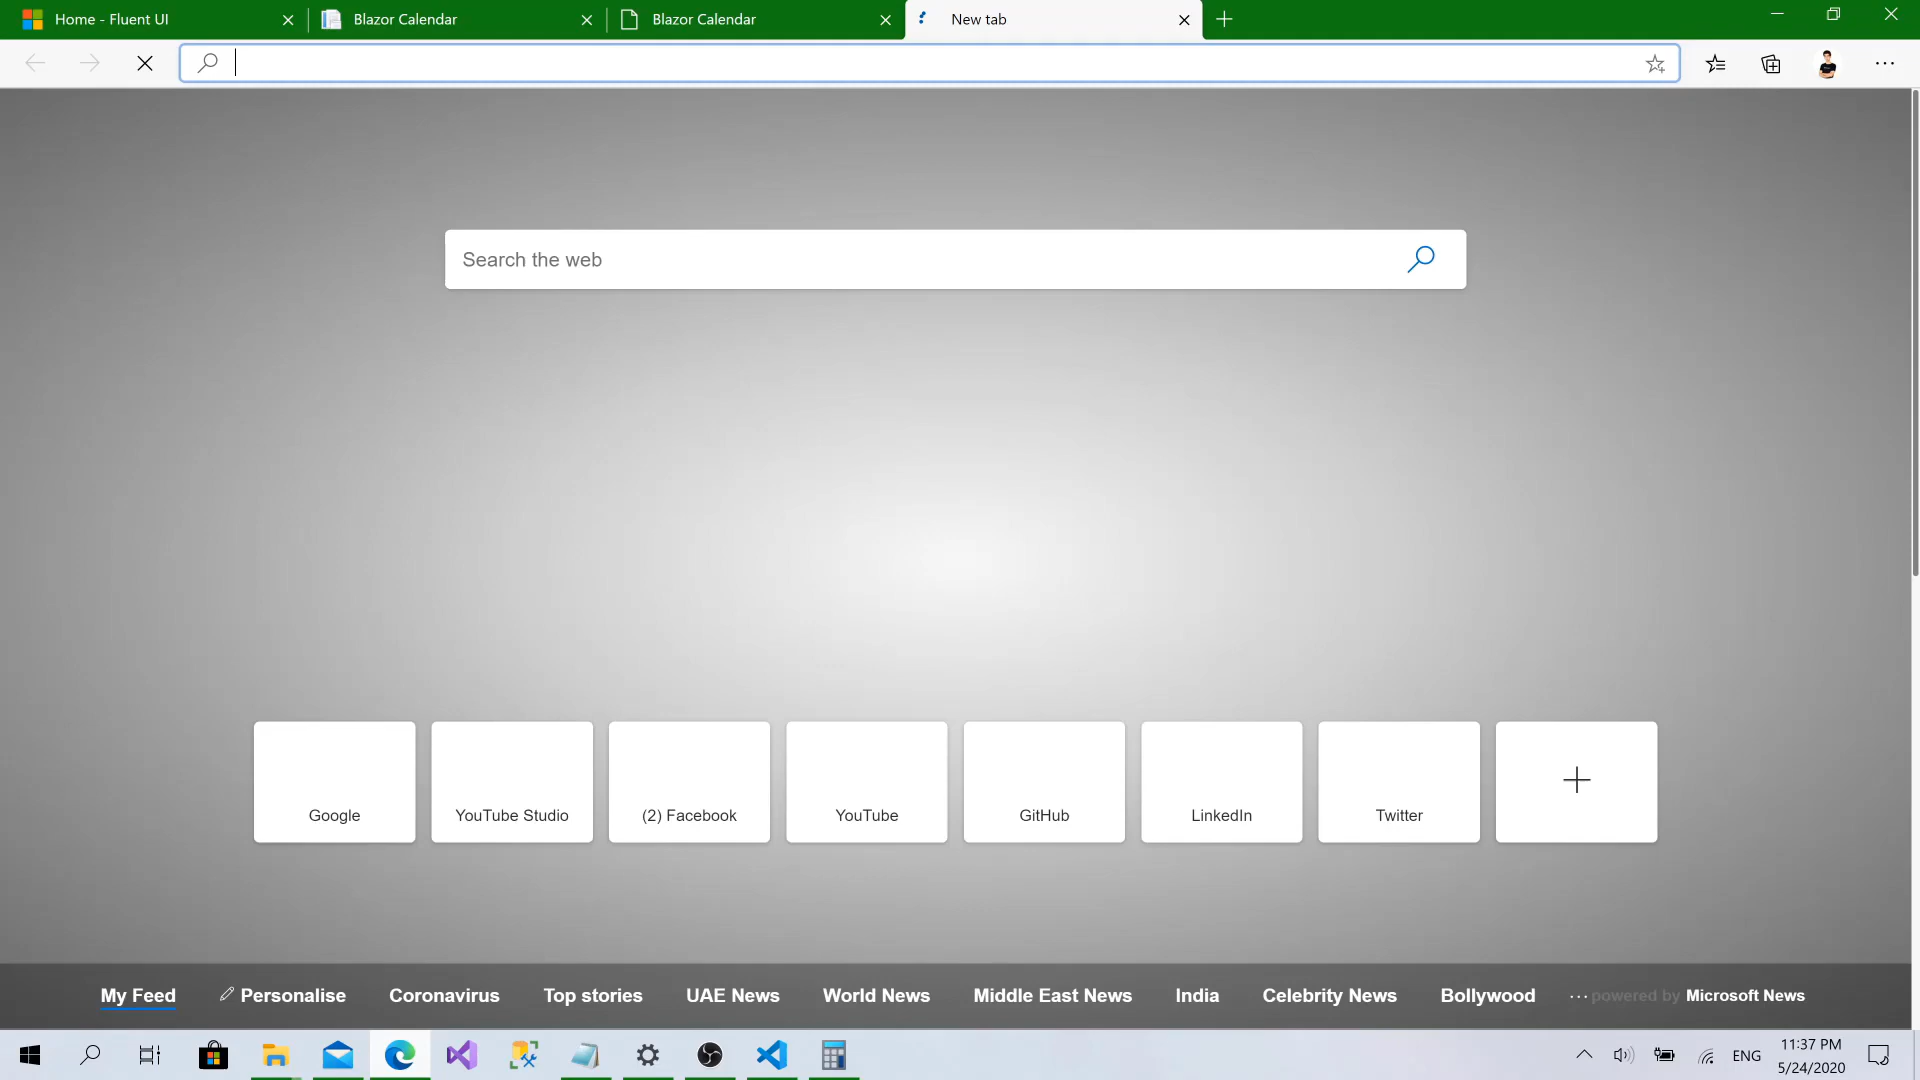 Home - Fluent UI
Blazor Calendar
Blazor Calendar
New tab
Search the web
Google
YouTube Studio
(2) Facebook
YouTube
GitHub
LinkedIn
Twitter
My Feed
Personalise
Coronavirus
Top stories
UAE News
World News
Middle East News
India
Celebrity News
Bollywood
powered by Microsoft News
ENG
11:37 PM
5/24/2020